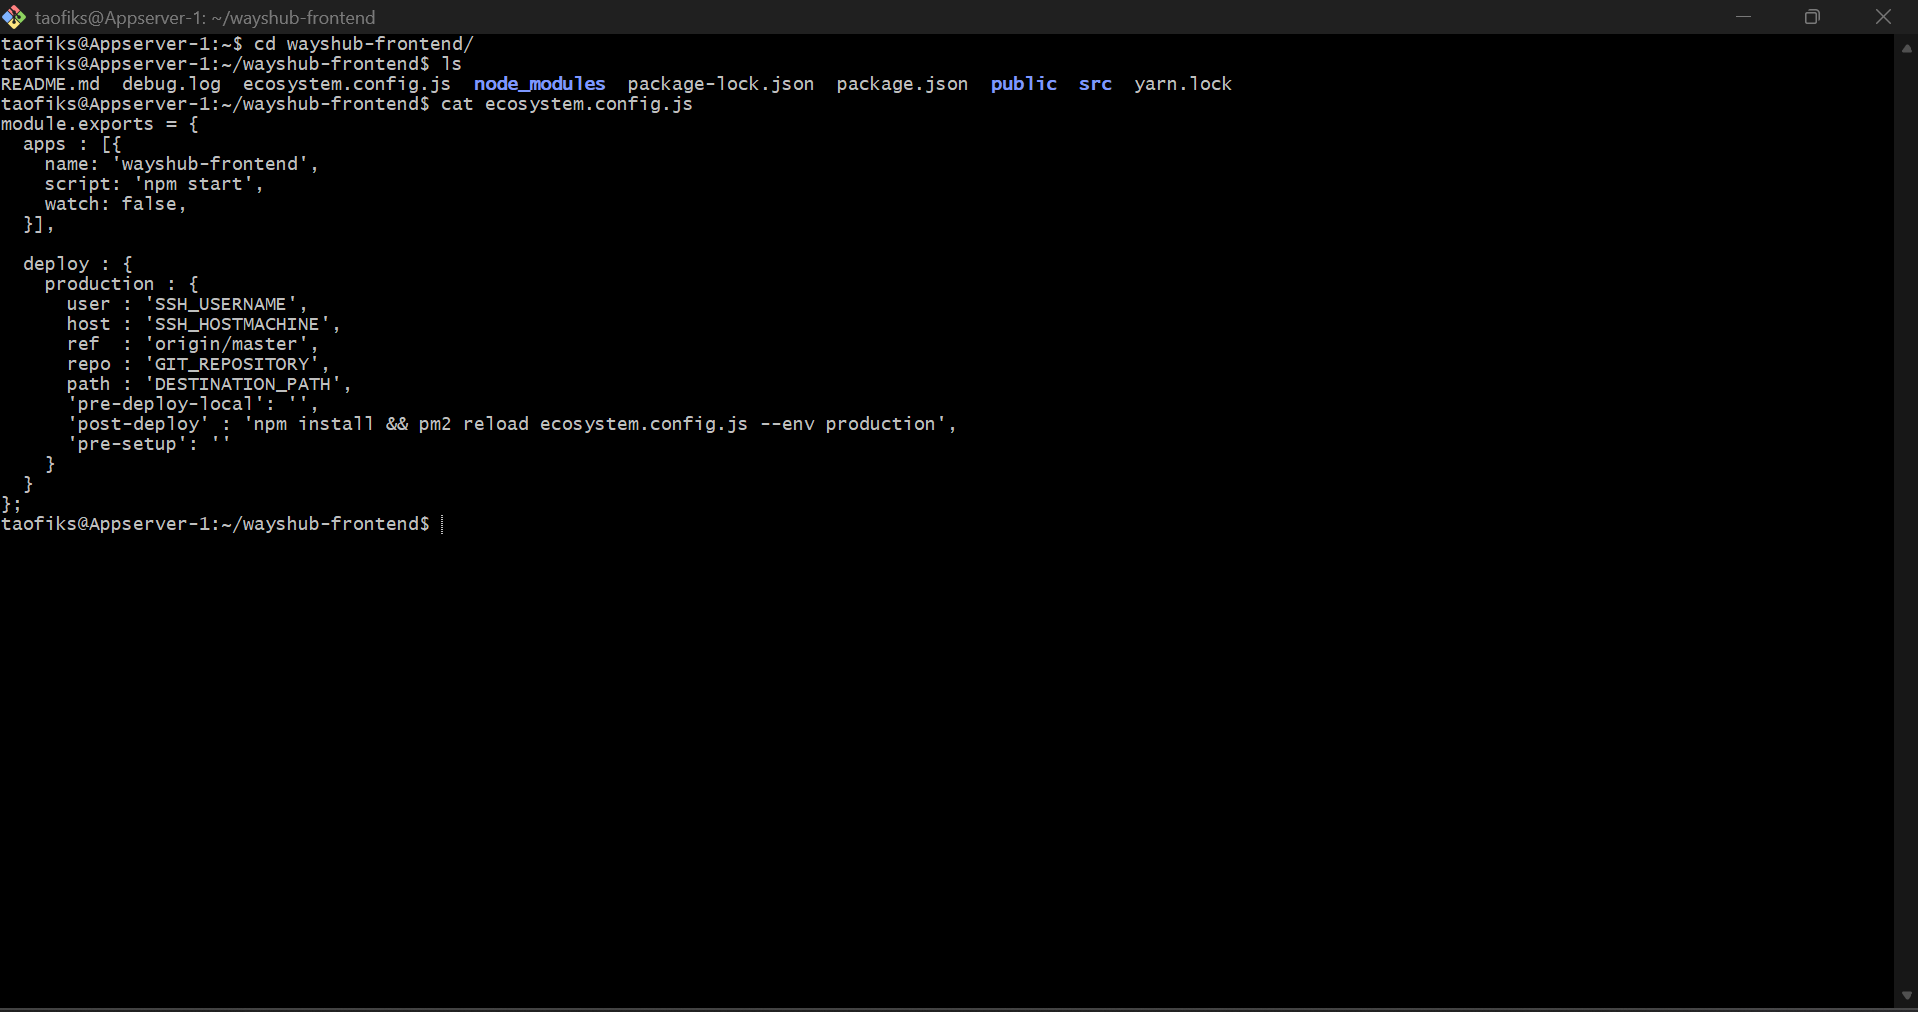 taofiks@Appserver-1: ~/wayshub-frontend
taofiks@Appserver-1:~$ cd wayshub-frontend/
taofiks@Appserver-1:~/wayshub-frontend$ ls
README.md  debug.log  ecosystem.config.js  node_modules  package-lock.json  package.json  public  src  yarn.lock
taofiks@Appserver-1:~/wayshub-frontend$ cat ecosystem.config.js
module.exports = {
  apps : [{
    name: 'wayshub-frontend',
    script: 'npm start',
    watch: false,
  }],

  deploy : {
    production : {
      user : 'SSH_USERNAME',
      host : 'SSH_HOSTMACHINE',
      ref  : 'origin/master',
      repo : 'GIT_REPOSITORY',
      path : 'DESTINATION_PATH',
      'pre-deploy-local': '',
      'post-deploy' : 'npm install && pm2 reload ecosystem.config.js --env production',
      'pre-setup': ''
    }
  }
};
taofiks@Appserver-1:~/wayshub-frontend$